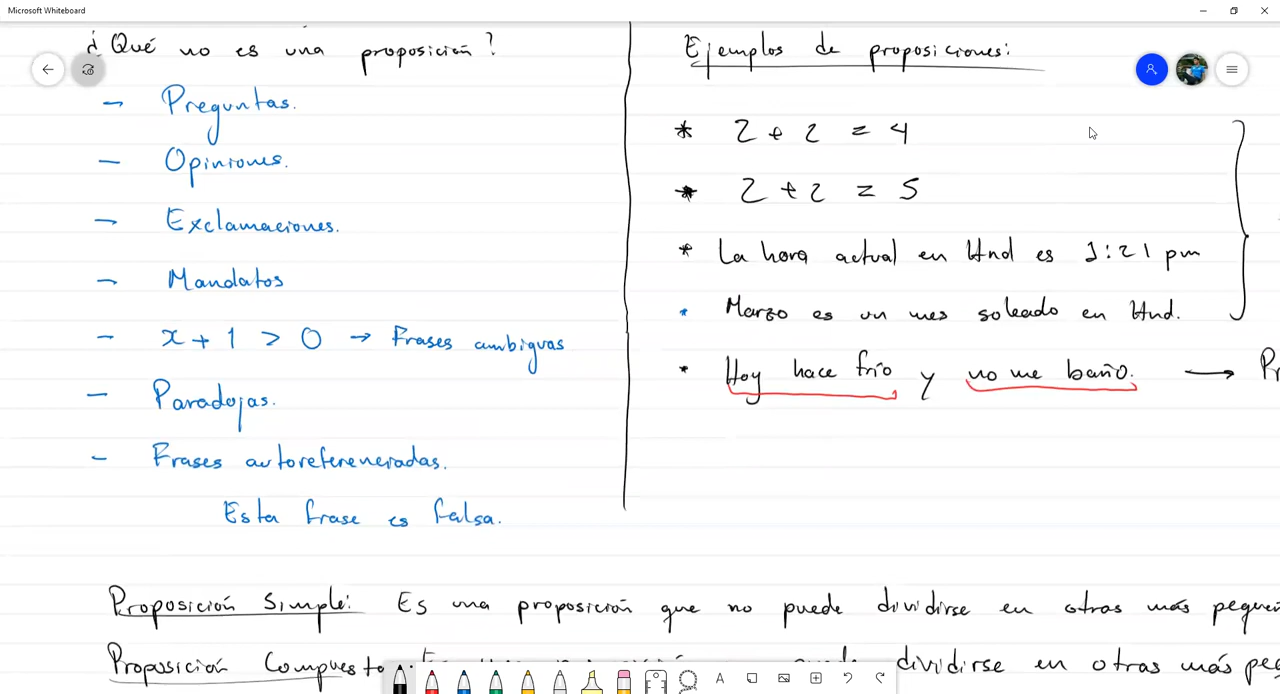 Microsoft Whiteboard
¿Qué no es una proposición?
- Preguntas.
- Opiniones.
- Exclamaciones.
- Mandatos
- x + 1 > 0 → Frases ambiguas
- Paradojas.
- Frases autoreferenciadas.
Esta frase es falsa.
Ejemplos de proposiciones:
* 2 + 2 = 4
* 2 + 2 = 5
* La hora actual en Hnd es 1:21 pm
* Marzo es un mes soleado en Hnd.
* Hoy hace frío y no me baño. → Pr
Proposición Simple: Es una proposición que no puede dividirse en otras más pequeñ
Proposición Compuesta dividirse en otras más peq
A